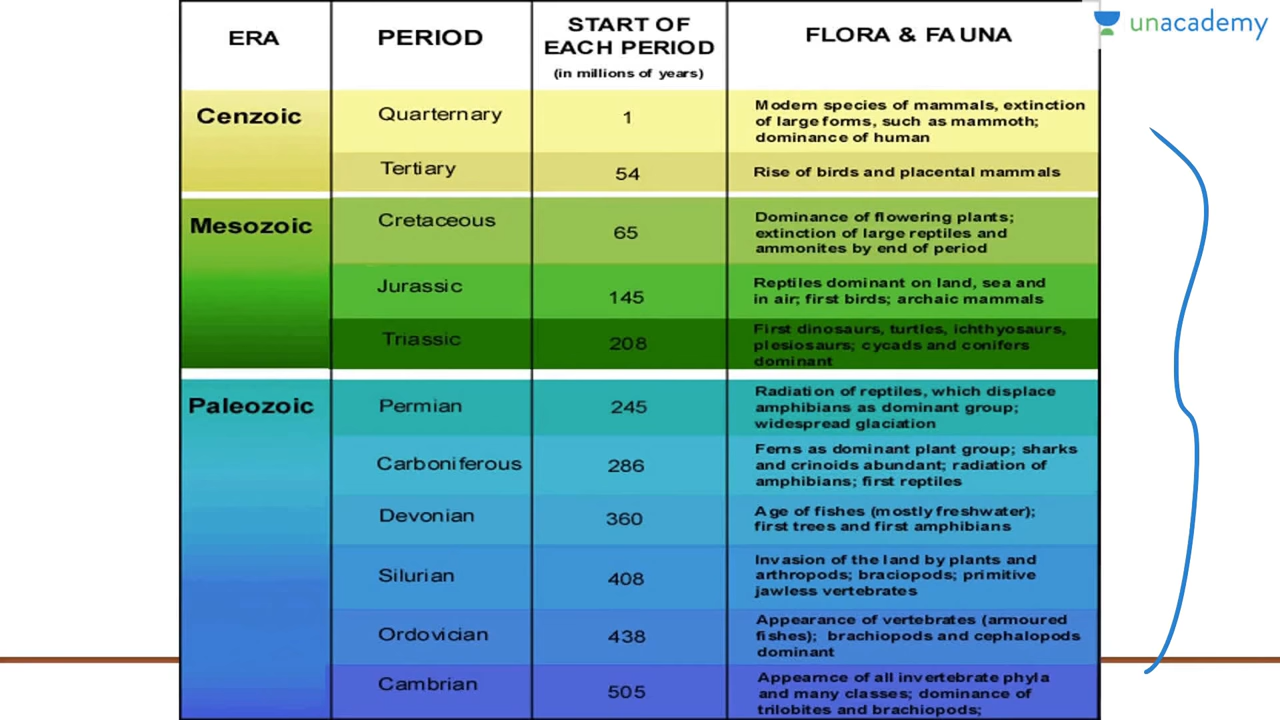 unacademy
ERA
PERIOD
START OF
EACH PERIOD
(in millions of years)
FLORA & FAUNA
Cenzoic
Quarternary
1
Modern species of mammals, extinction
of large forms, such as mammoth;
dominance of human
Tertiary
54
Rise of birds and placental mammals
Mesozoic
Cretaceous
65
Dominance of flowering plants;
extinction of large reptiles and
ammonites by end of period
Jurassic
145
Reptiles dominant on land, sea and
in air; first birds; archaic mammals
Triassic
208
First dinosaurs, turtles, ichthyosaurs,
plesiosaurs; cycads and conifers
dominant
Paleozoic
Permian
245
Radiation of reptiles, which displace
amphibians as dominant group;
widespread glaciation
Carboniferous
286
Ferns as dominant plant group; sharks
and crinoids abundant; radiation of
amphibians; first reptiles
Devonian
360
Age of fishes (mostly freshwater);
first trees and first amphibians
Silurian
408
Invasion of the land by plants and
arthropods; braciopods; primitive
jawless vertebrates
Ordovician
438
Appearance of vertebrates (armoured
fishes); brachiopods and cephalopods
dominant
Cambrian
505
Appearnce of all invertebrate phyla
and many classes; dominance of
trilobites and brachiopods;